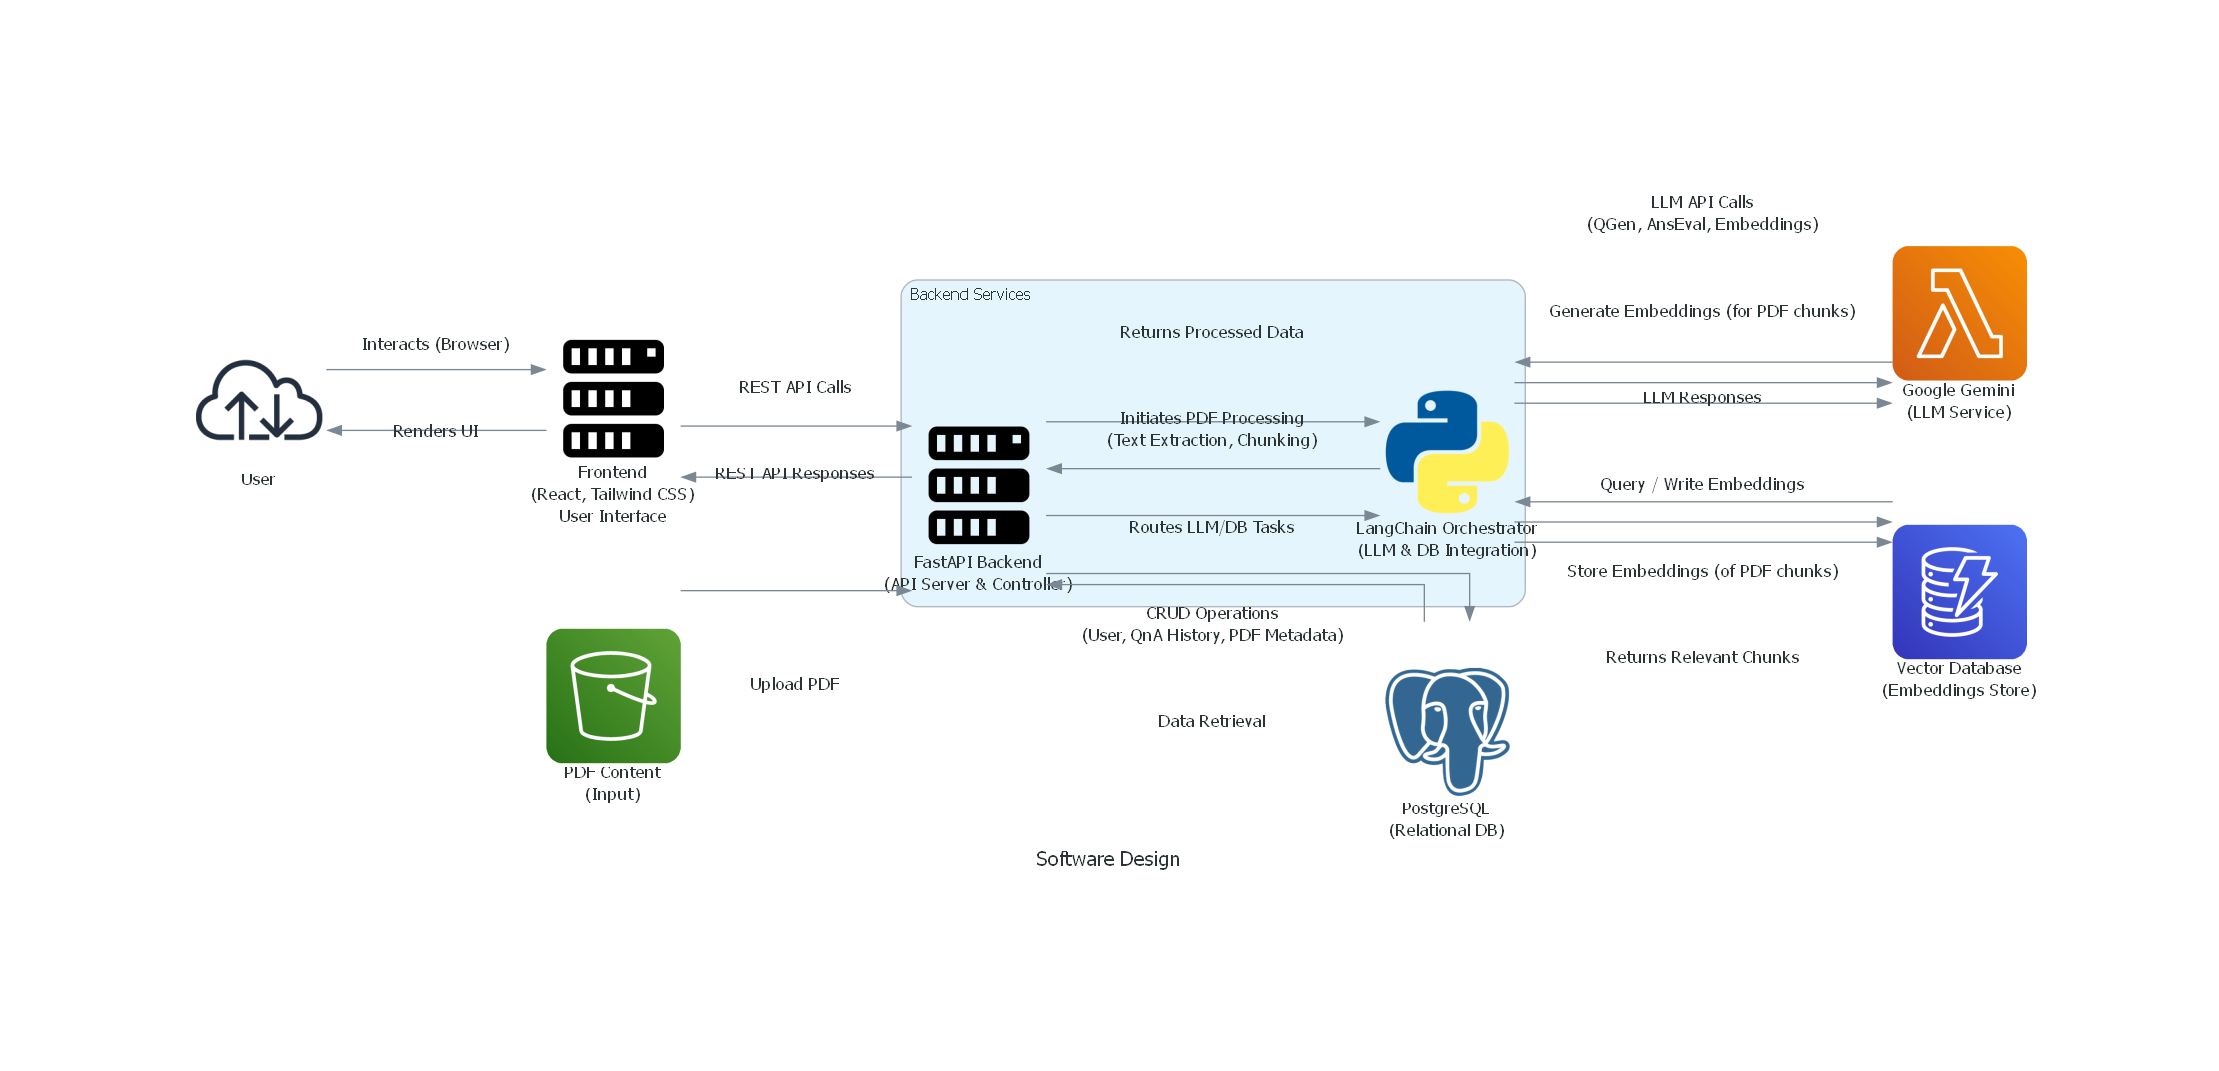 LLM API Calls
(QGen, AnsEval, Embeddings)
Backend Services
Generate Embeddings (for PDF chunks)
Returns Processed Data
Interacts (Browser)
REST API Calls
Google Gemini
(LLM Service)
LLM Responses
Initiates PDF Processing
(Text Extraction, Chunking)
Renders UI
User
Frontend
(React, Tailwind CSS)
User Interface
REST API Responses
Query / Write Embeddings
Routes LLM/DB Tasks
LangChain Orchestrator
(LLM & DB Integration)
FastAPI Backend
(API Server & Controller)
Store Embeddings (of PDF chunks)
CRUD Operations
(User, QnA History, PDF Metadata)
Returns Relevant Chunks
Vector Database
(Embeddings Store)
Upload PDF
Data Retrieval
PDF Content
(Input)
PostgreSQL
(Relational DB)
Software Design